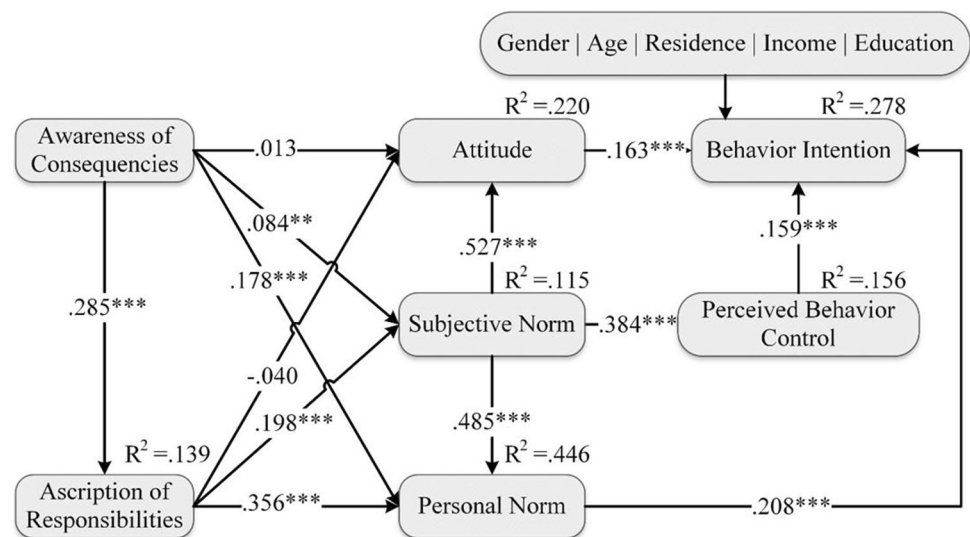 Gender | Age | Residence | Income | Education
R² =.220
R² =.278
Awareness of
Consequencies
.013
Attitude
.163***
Behavior Intention
.084**
.527***
.159***
.178***
.285***
R² =.115
R² =.156
Subjective Norm
.384***
Perceived Behavior
Control
-.040
.198***
.485***
R² =.139
R² =.446
Ascription of
Responsibilities
.356***
Personal Norm
.208***